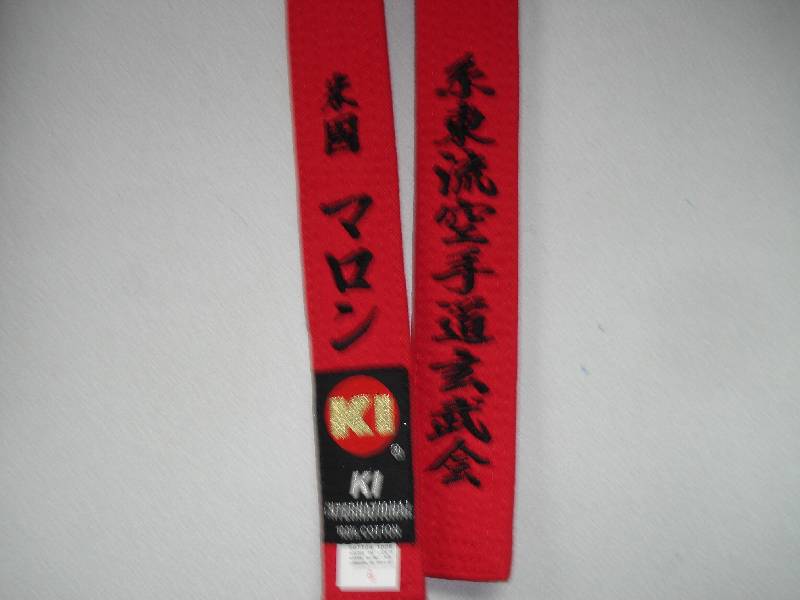 糸東流空手道玄武会
米国 マロン
KI
®
KI
INTERNATIONAL
100% COTTON